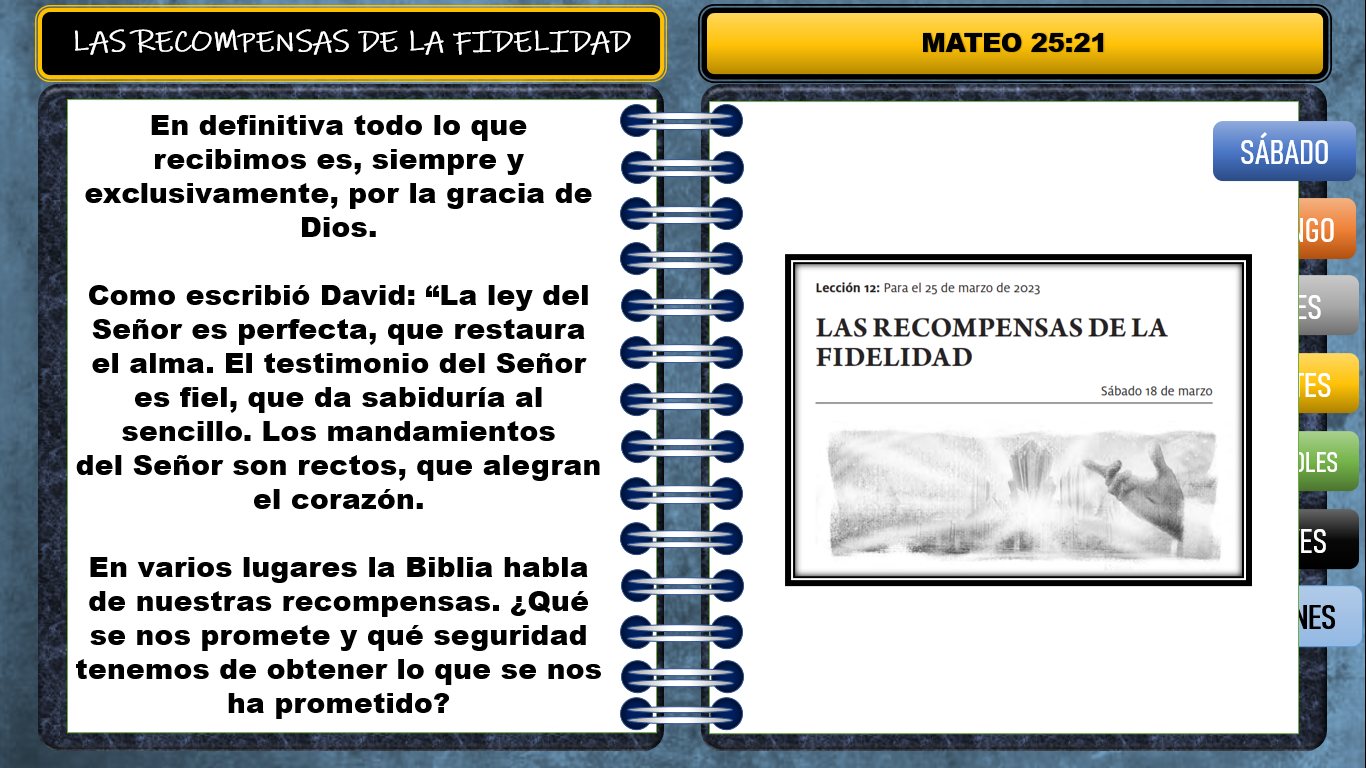 LAS RECOMPENSAS DE LA FIDELIDAD
MATEO 25:21
En definitiva todo lo que
recibimos es, siempre y
exclusivamente, por la gracia de
Dios.
Como escribió David: “La ley del
Señor es perfecta, que restaura
el alma. El testimonio del Señor
es fiel, que da sabiduría al
sencillo. Los mandamientos
del Señor son rectos, que alegran
el corazón.
En varios lugares la Biblia habla
de nuestras recompensas. ¿Qué
se nos promete y qué seguridad
tenemos de obtener lo que se nos
ha prometido?
Lección 12: Para el 25 de marzo de 2023
LAS RECOMPENSAS DE LA
FIDELIDAD
Sábado 18 de marzo
SÁBADO
NGO
ES
TES
OLES
ES
NES